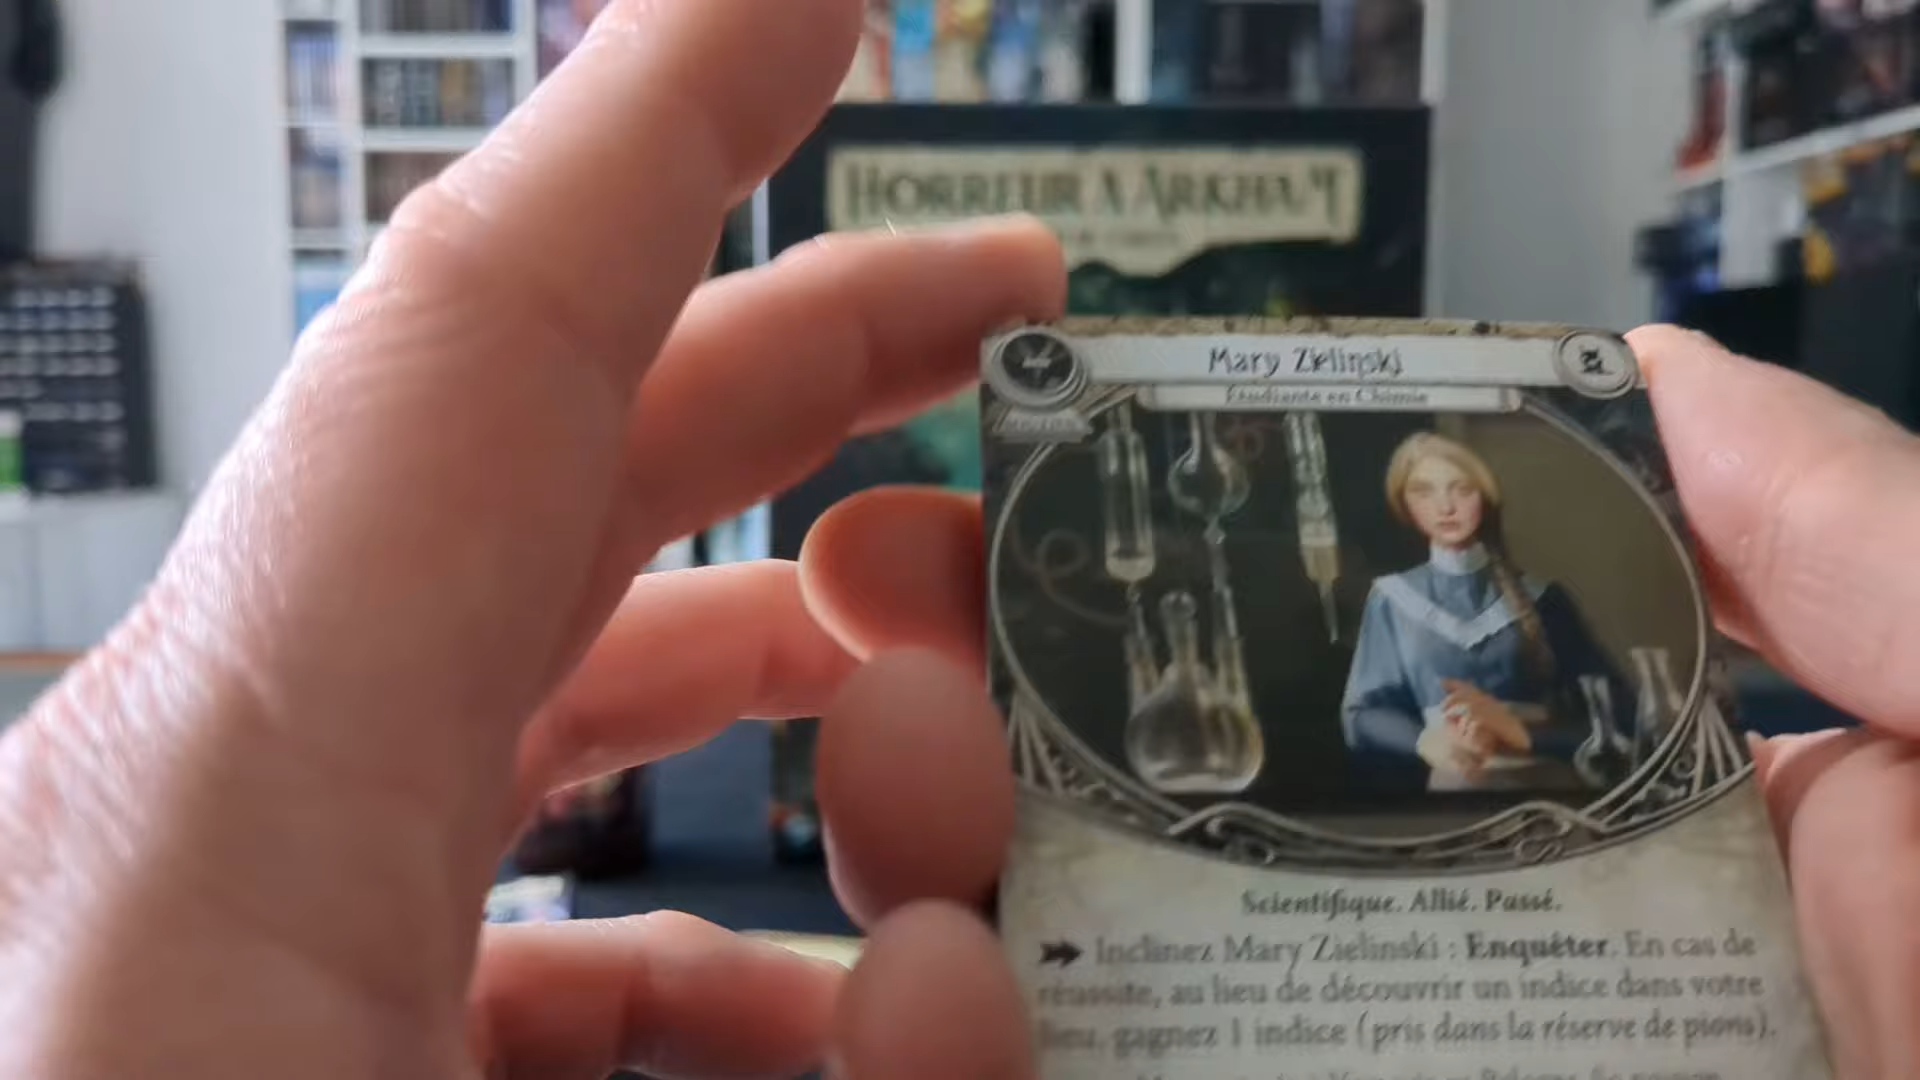 HORREUR À ARKHAM
Mary Zielinski
Étudiante en Chimie
Scientifique. Allié. Passé.
Inclinez Mary Zielinski : Enquêter. En cas de
réussite, au lieu de découvrir un indice dans votre
lieu, gagnez 1 indice (pris dans la réserve de pions).